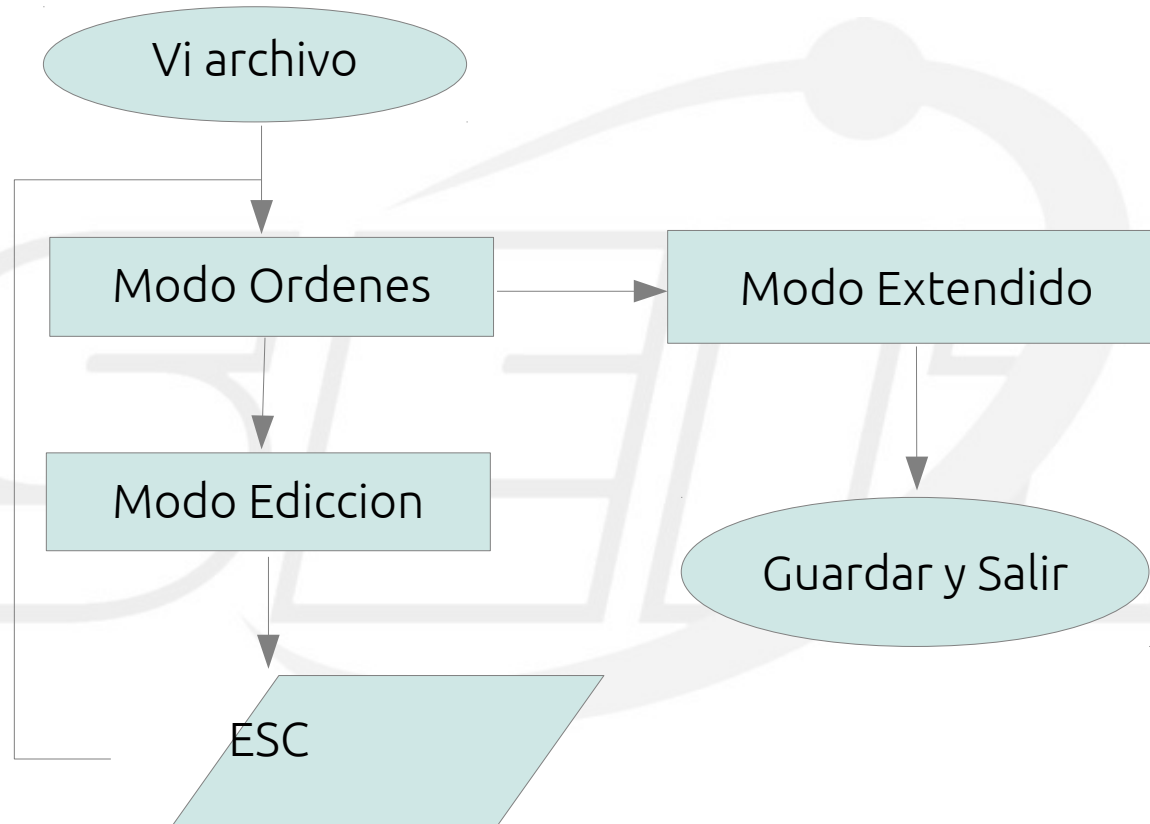 Vi archivo
Modo Ordenes
Modo Extendido
Modo Ediccion
Guardar y Salir
ESC